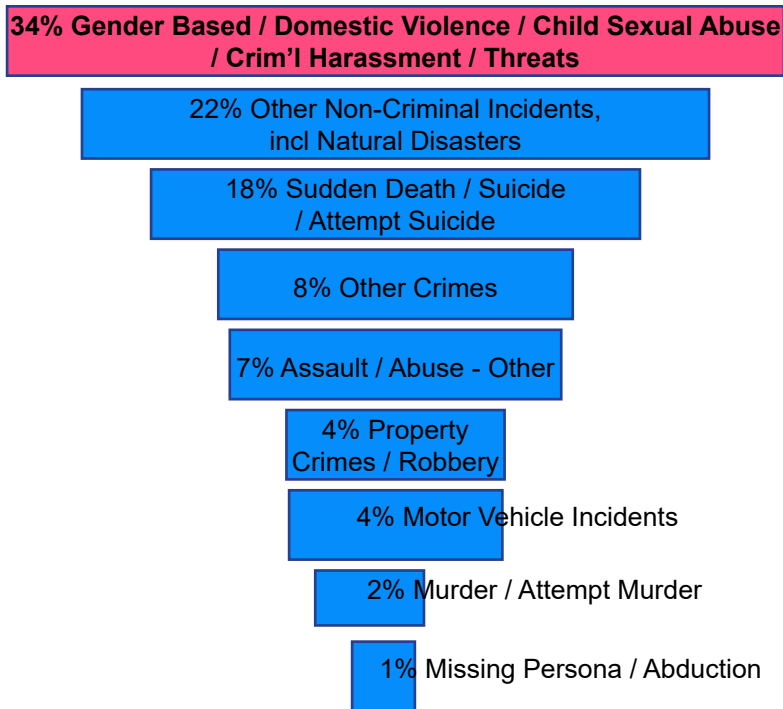 34% Gender Based / Domestic Violence / Child Sexual Abuse
/ Crim'l Harassment / Threats
22% Other Non-Criminal Incidents,
incl Natural Disasters
18% Sudden Death / Suicide
/ Attempt Suicide
8% Other Crimes
7% Assault / Abuse - Other
4% Property
Crimes / Robbery
4% Motor Vehicle Incidents
2% Murder / Attempt Murder
1% Missing Persona / Abduction